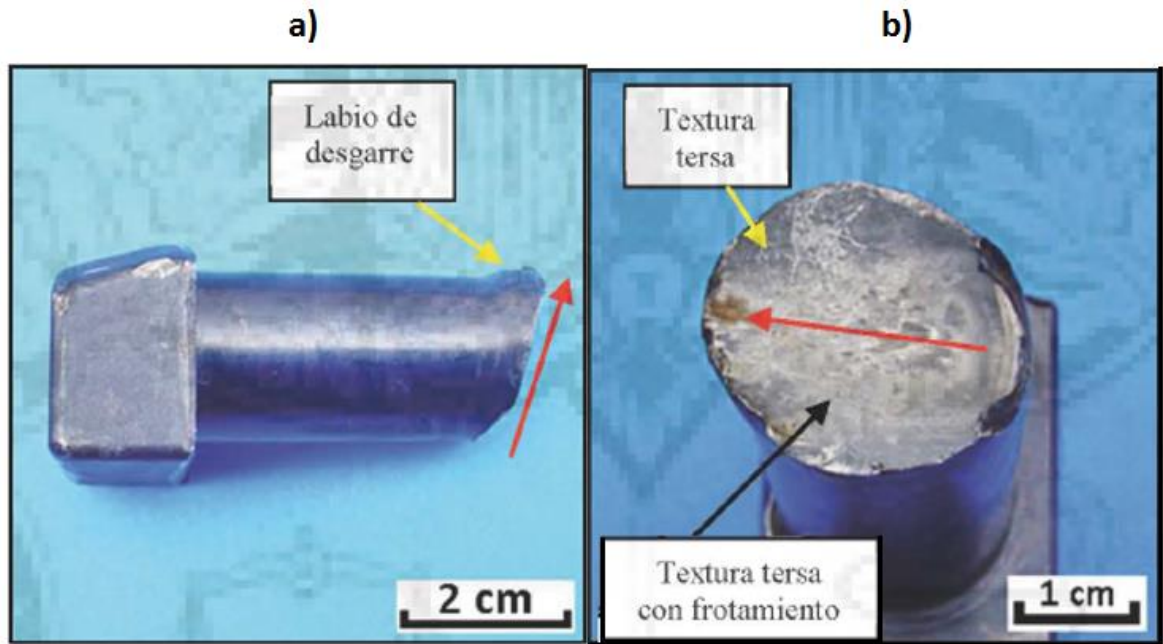 a)
b)
Labio de
desgarre
2 cm
Textura
tersa
Textura tersa
con frotamiento
1 cm